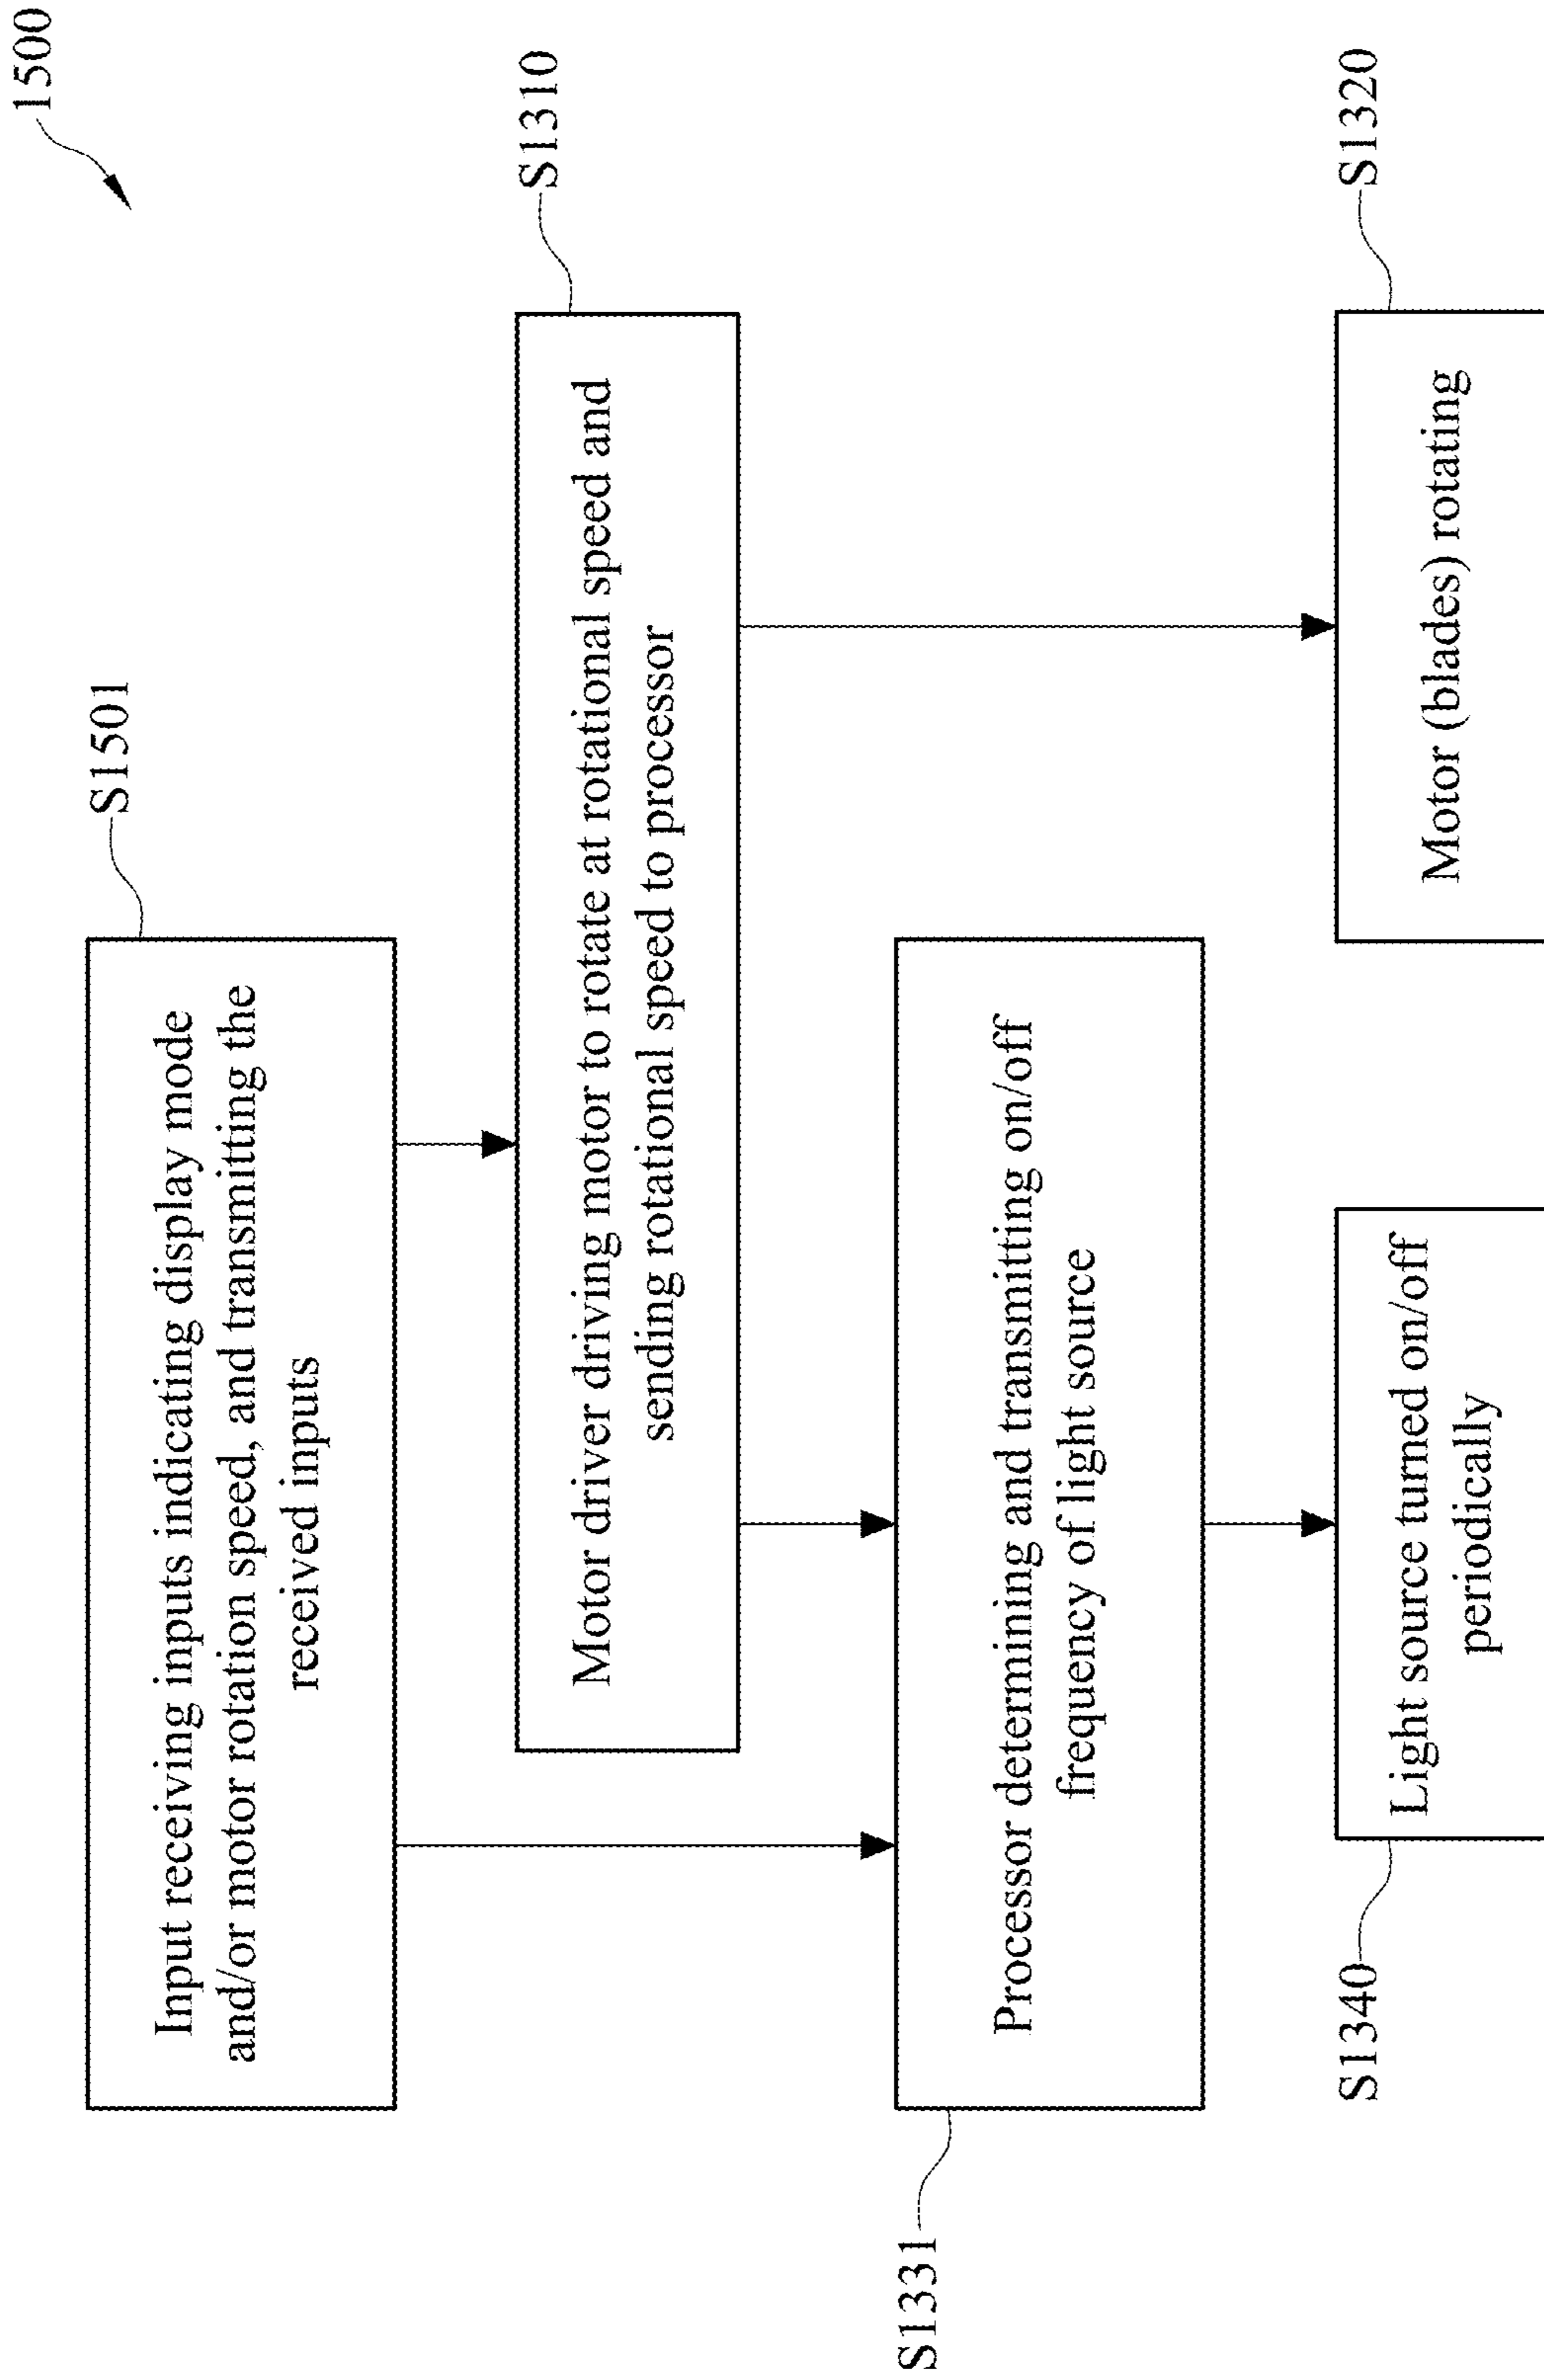 1500
S1501
Input receiving inputs indicating display mode
and/or motor rotation speed, and transmitting the
received inputs
S1310
Motor driver driving motor to rotate at rotational speed and
sending rotational speed to processor
S1331
Processor determining and transmitting on/off
frequency of light source
S1340
Light source turned on/off
periodically
S1320
Motor (blades) rotating